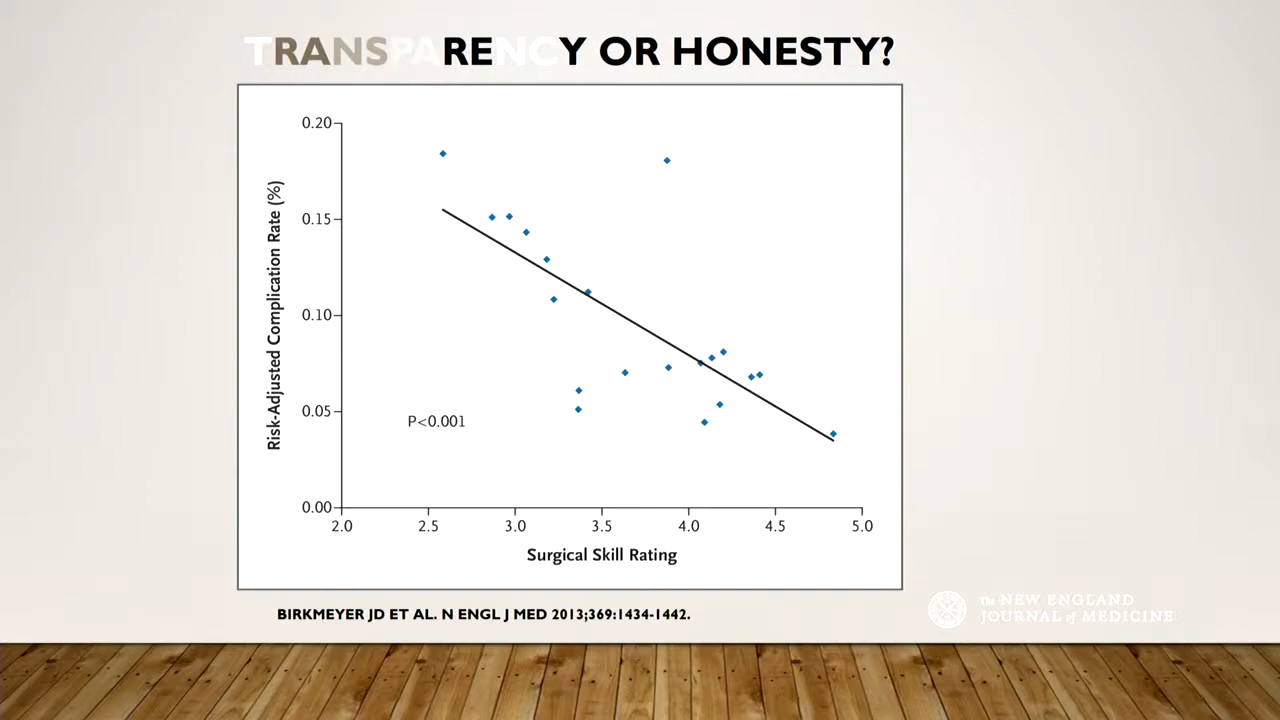 TRANSPARENCY OR HONESTY?
0.20
0.15
0.10
0.05
0.00
Risk-Adjusted Complication Rate (%)
P<0.001
2.0 2.5 3.0 3.5 4.0 4.5 5.0
Surgical Skill Rating
BIRKMEYER JD ET AL. N ENGL J MED 2013;369:1434-1442.
The NEW ENGLAND
JOURNAL of MEDICINE